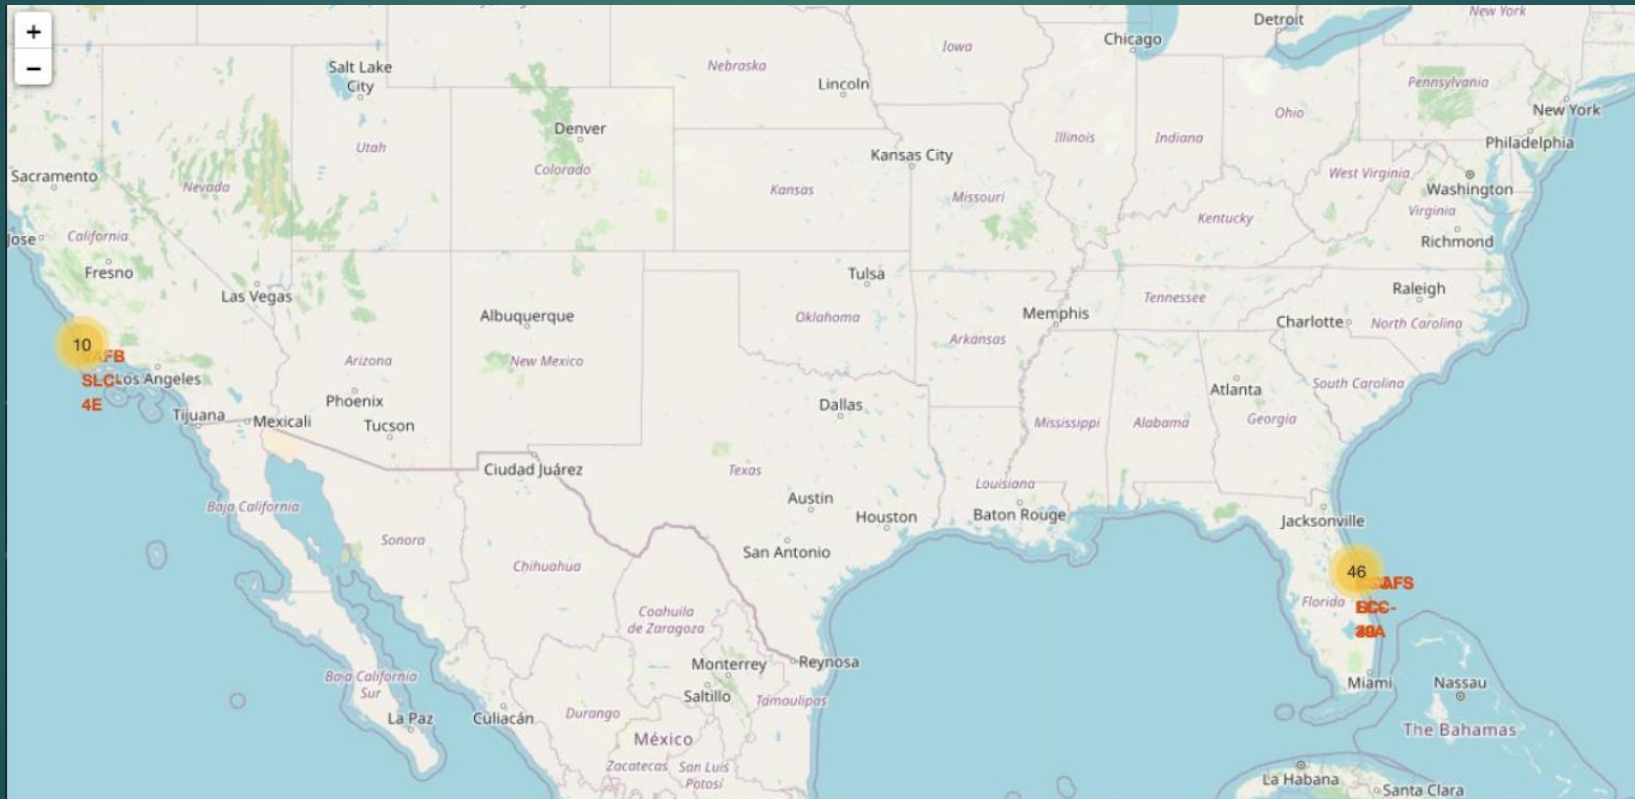 +
−
Detroit
New York
Chicago
Iowa
Salt Lake
City
Nebraska
Lincoln
Pennsylvania
New York
Ohio
Denver
Illinois
Indiana
Philadelphia
Utah
Kansas City
Sacramento
Colorado
West Virginia
Nevada
Kansas
Missouri
Washington
Virginia
Kentucky
Jose
California
Richmond
Fresno
Tulsa
Las Vegas
Raleigh
Tennessee
Albuquerque
Oklahoma
Memphis
Charlotte
North Carolina
Arkansas
10
VAFB
Arizona
New Mexico
SLC-
Los Angeles
South Carolina
4E
Phoenix
Atlanta
Dallas
Tijuana
Mexicali
Tucson
Mississippi
Alabama
Georgia
Ciudad Juárez
Texas
Louisiana
Austin
Baja California
Houston
Baton Rouge
Jacksonville
Sonora
San Antonio
Chihuahua
46
Florida
Coahuila
de Zaragoza
Monterrey
Reynosa
Baja California
Sur
Saltillo
Tamaulipas
Miami
Nassau
La Paz
Culiacán
Durango
The Bahamas
México
Zacatecas
San Luis
Potosí
La Habana
Santa Clara